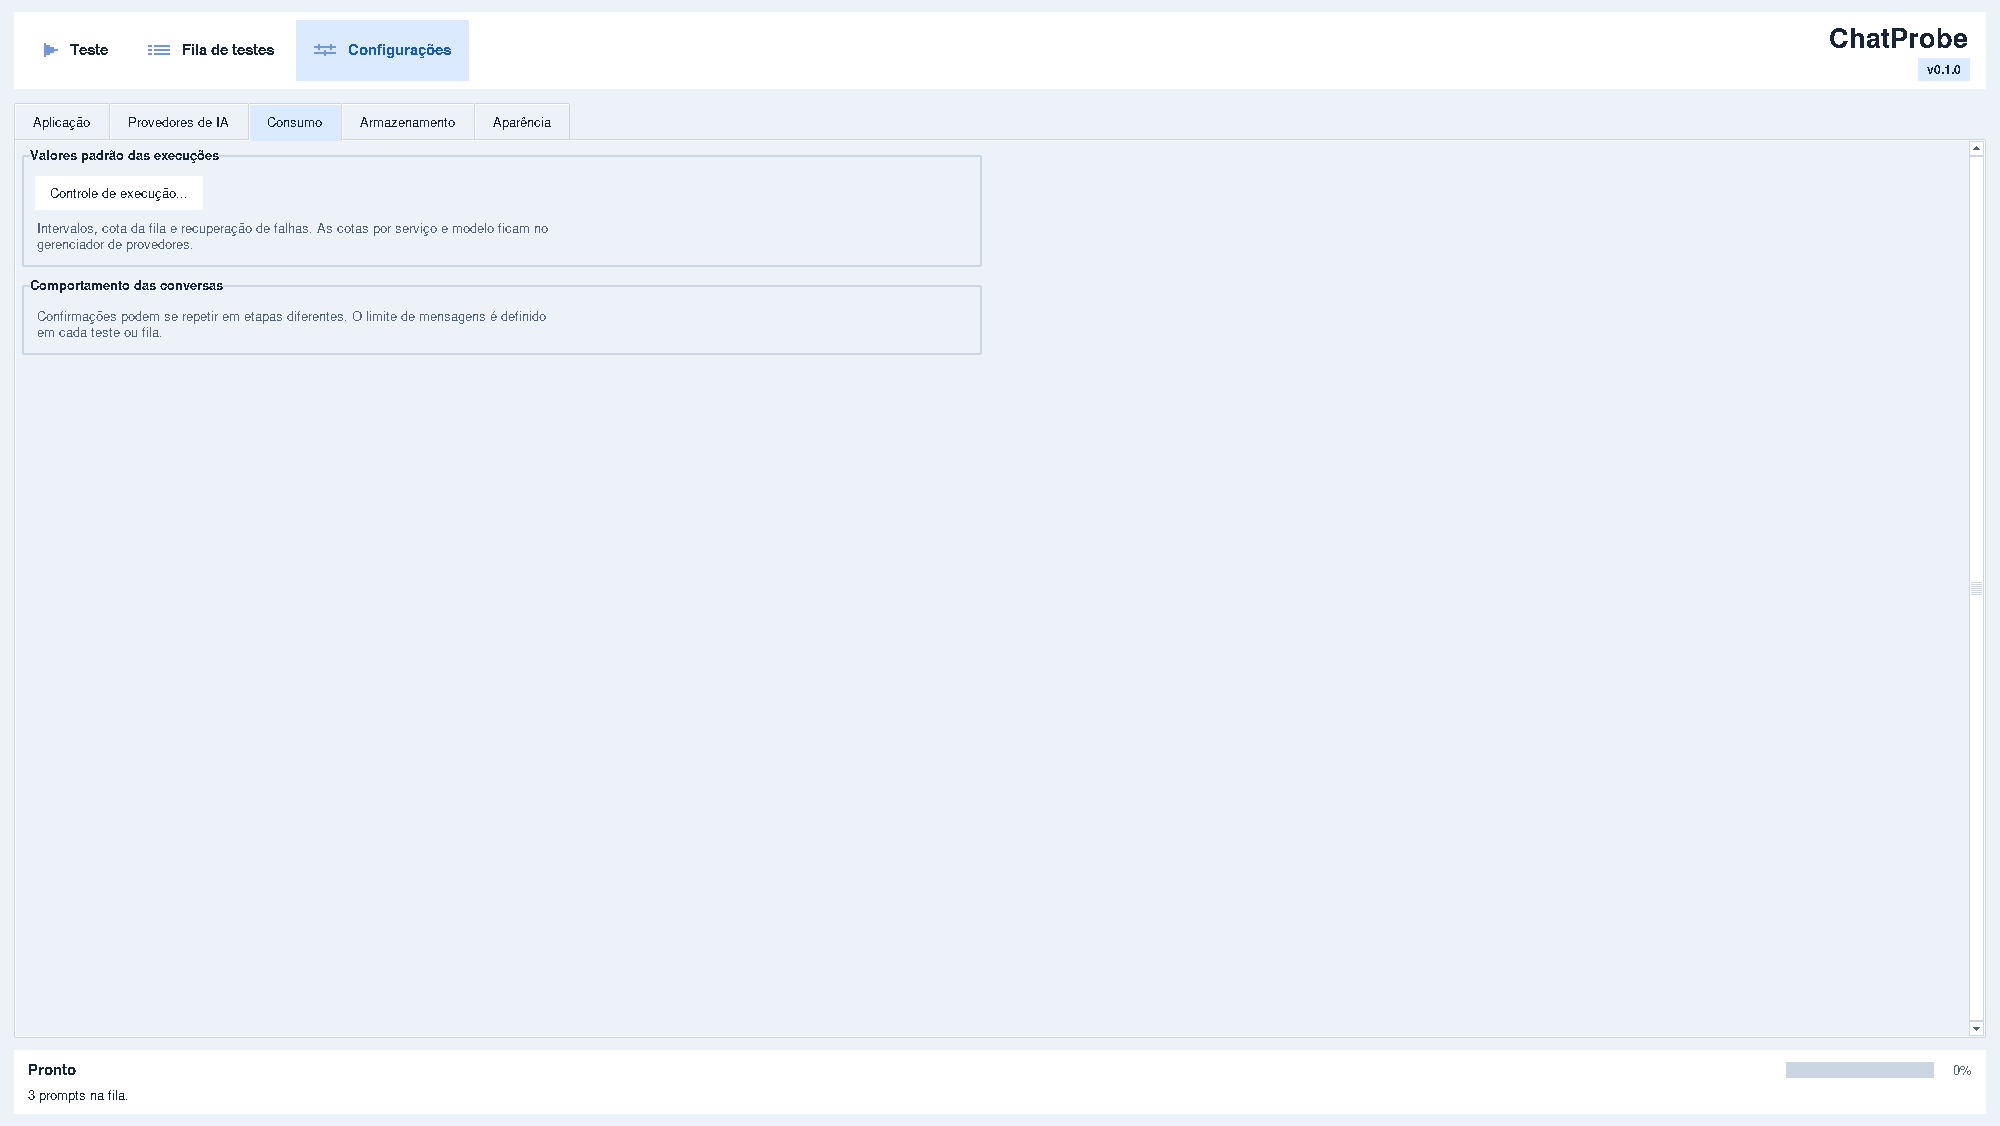 Teste
Fila de testes
Configurações
ChatProbe
v0.1.0
Aplicação
Provedores de IA
Consumo
Armazenamento
Aparência
Valores padrão das execuções
Controle de execução...
Intervalos, cota da fila e recuperação de falhas. As cotas por serviço e modelo ficam no
gerenciador de provedores.
Comportamento das conversas
Confirmações podem se repetir em etapas diferentes. O limite de mensagens é definido
em cada teste ou fila.
Pronto
0%
3 prompts na fila.